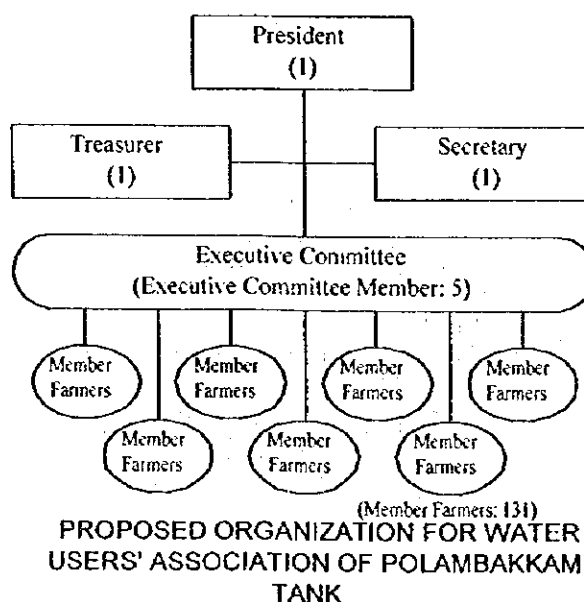 President
(1)
Treasurer
(1)
Secretary
(1)
Executive Committee
(Executive Committee Member: 5)
Member
Farmers
Member
Farmers
Member
Farmers
Member
Farmers
Member
Farmers
Member
Farmers
Member
Farmers
(Member Farmers: 131)
PROPOSED ORGANIZATION FOR WATER
USERS' ASSOCIATION OF POLAMBAKKAM
TANK